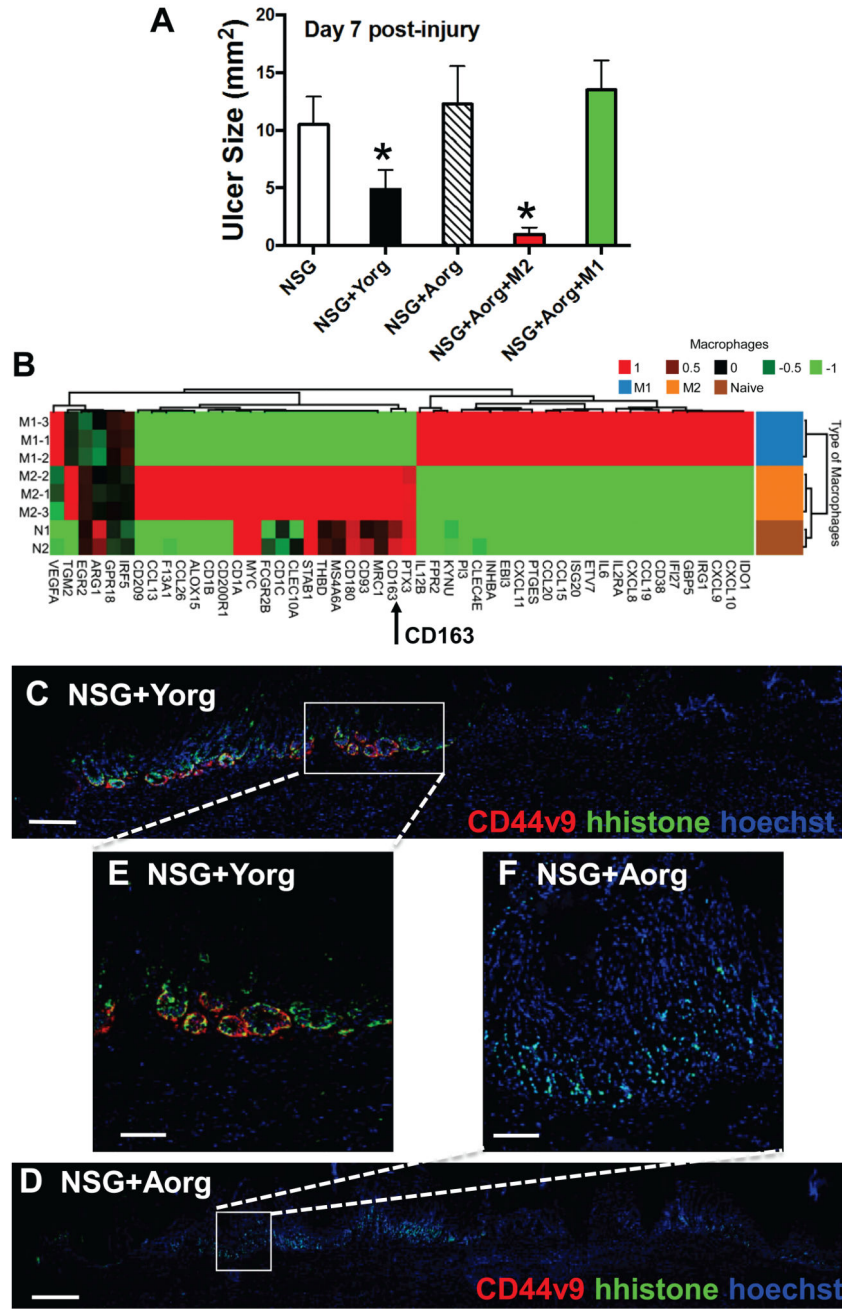 A
Day 7 post-injury
Ulcer Size (mm²)
15
10
5
0
*
*
NSG
NSG+Yorg
NSG+Aorg
NSG+Aorg+M2
NSG+Aorg+M1
B
Macrophages
1 0.5 0 -0.5 -1
M1 M2 Naive
Type of Macrophages
M1-3
M1-1
M1-2
M2-2
M2-1
M2-3
N1
N2
VEGFA
TGM2
EGR2
ARG1
GPR18
IRF5
CD209
CCL13
F13A1
CCL26
ALOX15
CD1B
CD200R1
CD1A
MYC
FCGR2B
CD1C
CLEC10A
STAB1
THBD
MS4A6A
CD180
CD93
MRC1
CD163
PTX3
IL12B
FPR2
KYNU
PI3
CLEC4E
INHBA
EBI3
CXCL11
PTGES
CCL20
CCL15
ISG20
ETV7
IL6
IL2RA
CXCL8
CCL19
CD38
IFI27
GBP5
IRG1
CXCL9
CXCL10
IDO1
CD163
C NSG+Yorg
CD44v9 hhistone hoechst
E NSG+Yorg
F NSG+Aorg
D NSG+Aorg
CD44v9 hhistone hoechst